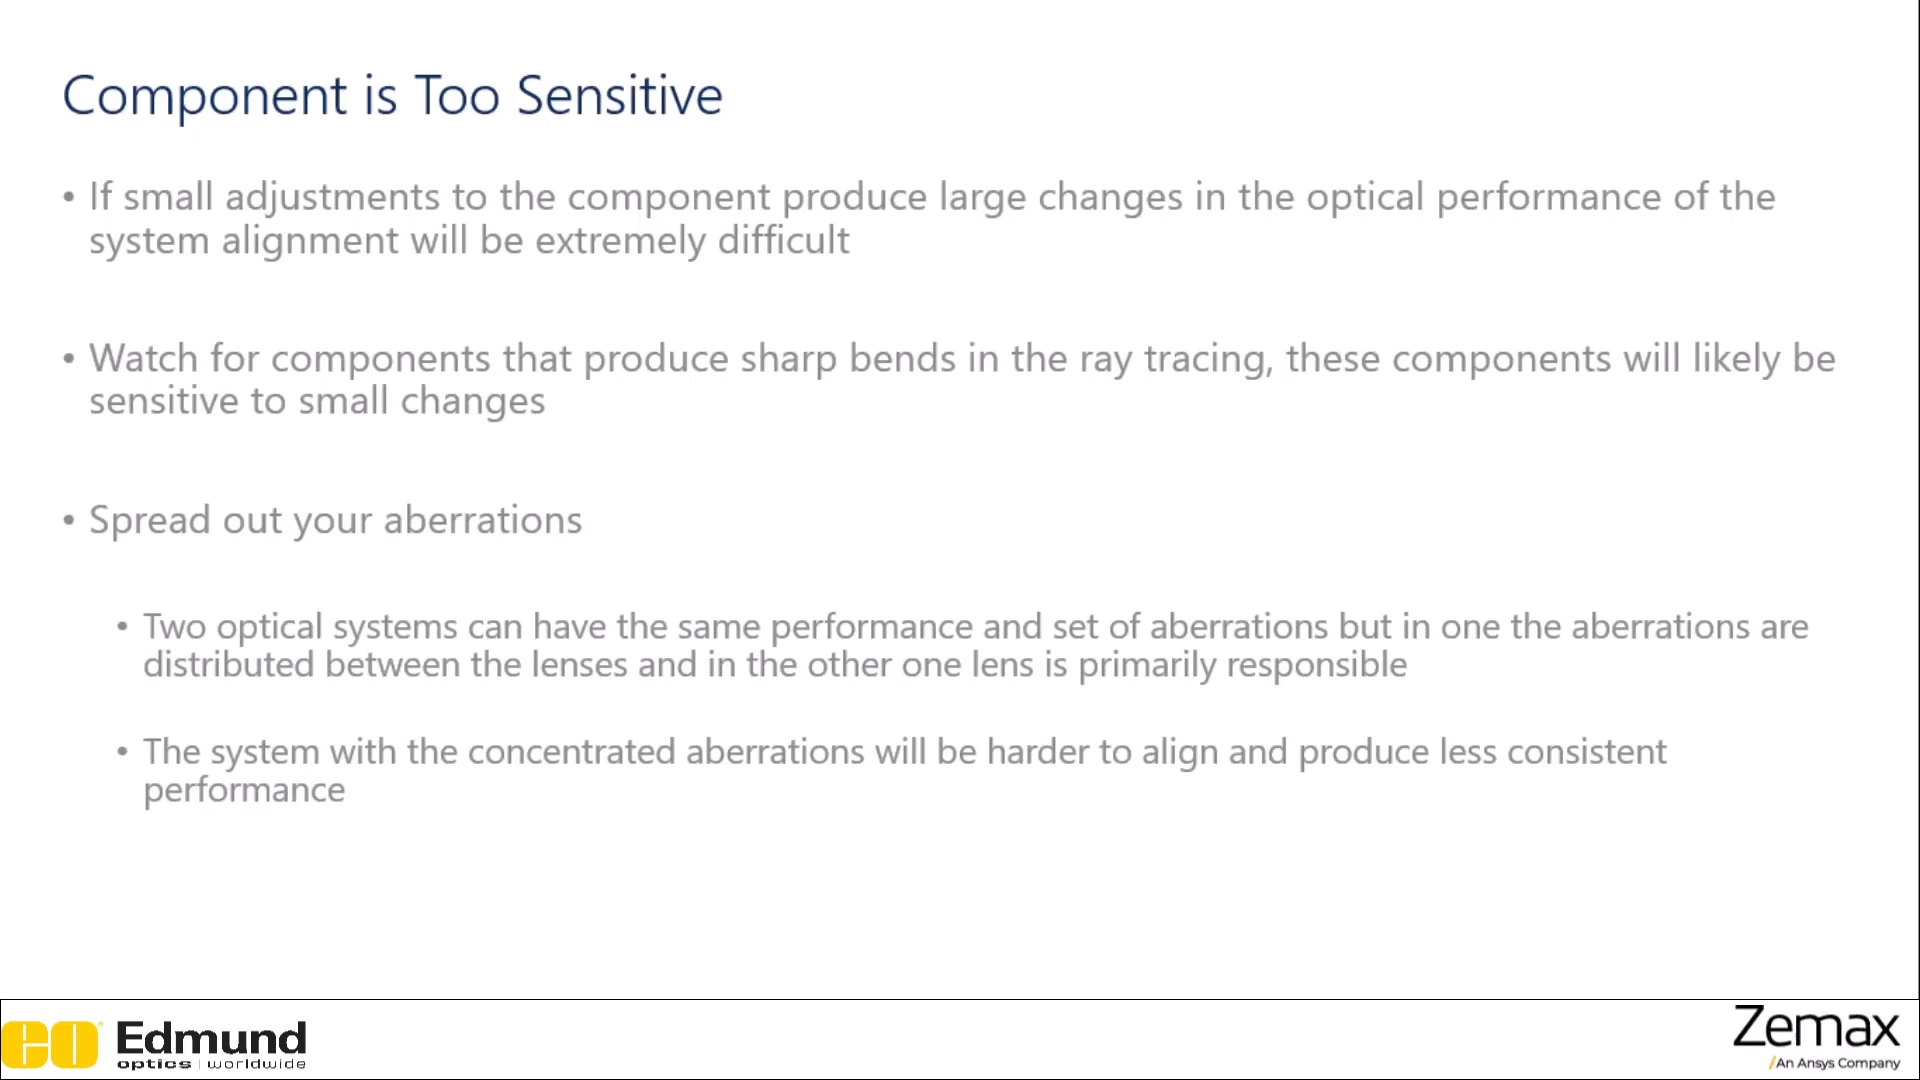 Component is Too Sensitive
• If small adjustments to the component produce large changes in the optical performance of the
system alignment will be extremely difficult
• Watch for components that produce sharp bends in the ray tracing, these components will likely be
sensitive to small changes
• Spread out your aberrations
• Two optical systems can have the same performance and set of aberrations but in one the aberrations are
distributed between the lenses and in the other one lens is primarily responsible
• The system with the concentrated aberrations will be harder to align and produce less consistent
performance
EO Edmund
optics | worldwide
Zemax
/An Ansys Company